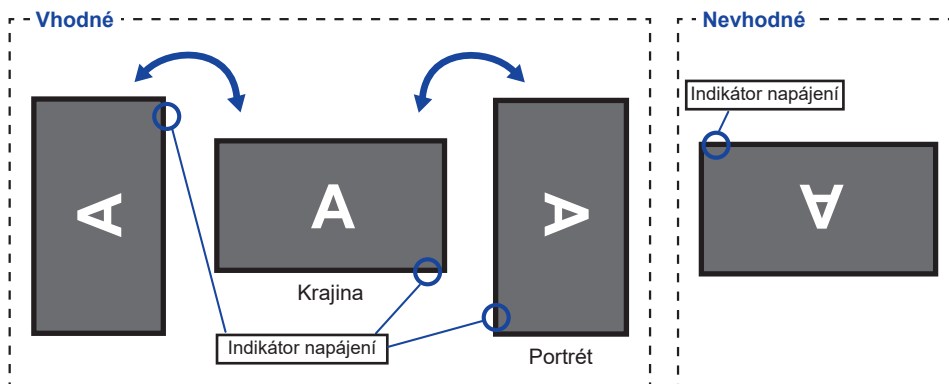 Vhodné
Nevhodné
Indikátor napájení
A
A
A
A
Krajina
Indikátor napájení
Portrét